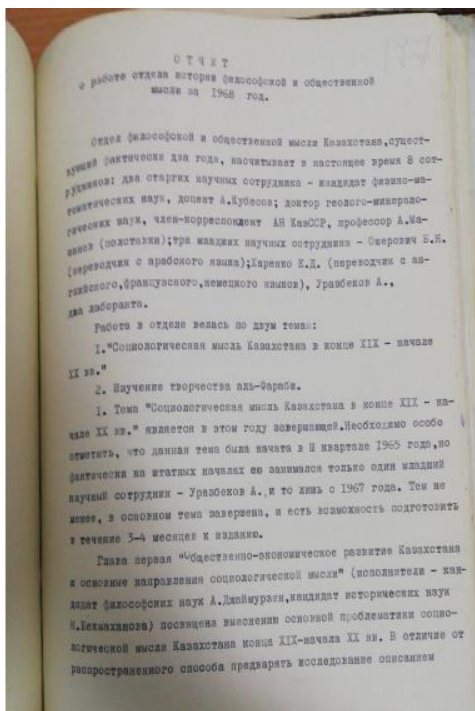 177
ОТЧЕТ
о работе отдела истории философской и общественной
мысли за 1968 год.
Отдел философской и общественной мысли Казахстана,сущест-
вующий фактически два года, насчитывает в настоящее время 8 сот-
рудников: два старших научных сотрудника - кандидат физико-ма-
тематических наук, доцент А.Кубесов; доктор геолого-минерало-
гических наук, член-корреспондент АН КазССР, профессор А.Ма-
шанов (полставки);три младших научных сотрудника - Ошерович Б.Я.
(переводчик с арабского языка);Харенко Е.Д. (переводчик с ан-
глийского,французского,немецкого языков), Уразбеков А.,
два лаборанта.
Работа в отделе велась по двум темам:
I."Социологическая мысль Казахстана в конце XIX - начале
XX вв."
2. Изучение творчества аль-Фараби.
I. Тема "Социологическая мысль Казахстана в конце XIX - на-
чале XX вв." является в этом году завершающей.Необходимо особо
отметить, что данная тема была начата в II квартале 1965 года,но
фактически на штатных началах ею занимался только один младший
научный сотрудник - Уразбеков А., и то лишь с 1967 года. Тем не
менее, в основном тема завершена, и есть возможность подготовить
в течение 3-4 месяцев к изданию.
Глава первая "Общественно-экономическое развитие Казахстана
и основные направления социологической мысли" (исполнители - кан-
дидат философских наук А.Джаймурзин,кандидат исторических наук
Н.Бекмаханова) посвящена выяснению основной проблематики социо-
логической мысли Казахстана конца XIX-начала XX вв. В отличие от
распространенного способа предварять исследование описанием